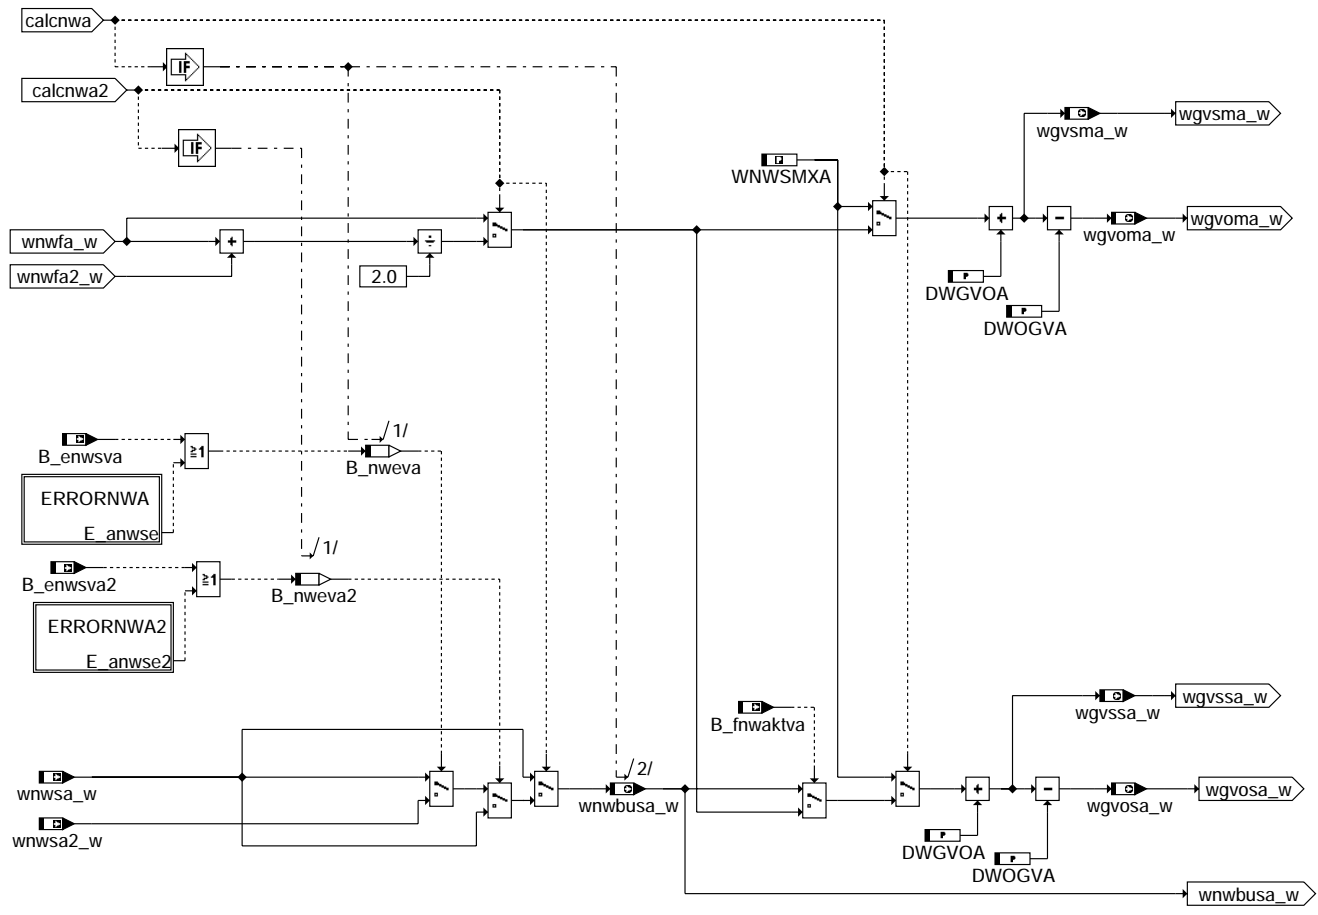 calcnwa
IF
calcnwa2
IF
wgvsma_w
wgvsma_w
WNWSMXA
wnwfa_w
+
÷
+
−
wgvoma_w
wgvoma_w
wnwfa2_w
2.0
DWGVOA
DWOGVA
/1/
B_enwsva
≥1
B_nweva
ERRORNWA
E_anwse
/1/
B_enwsva2
≥1
B_nweva2
ERRORNWA2
E_anwse2
wgvssa_w
wgvssa_w
B_fnwaktva
/2/
wnwsa_w
wnwbusa_w
+
−
wgvosa_w
wgvosa_w
wnwsa2_w
DWGVOA
DWOGVA
wnwbusa_w